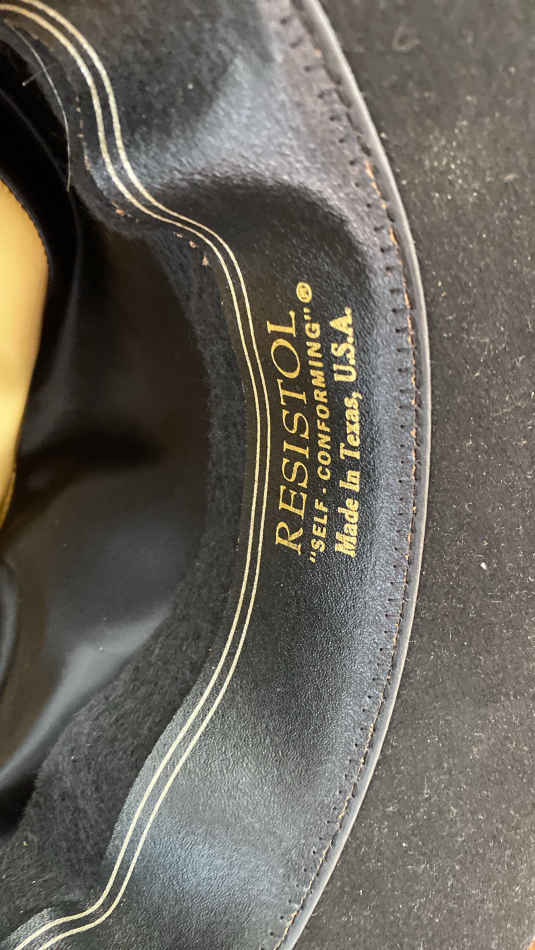 RESISTOL
"SELF-CONFORMING"®
Made In Texas, U.S.A.